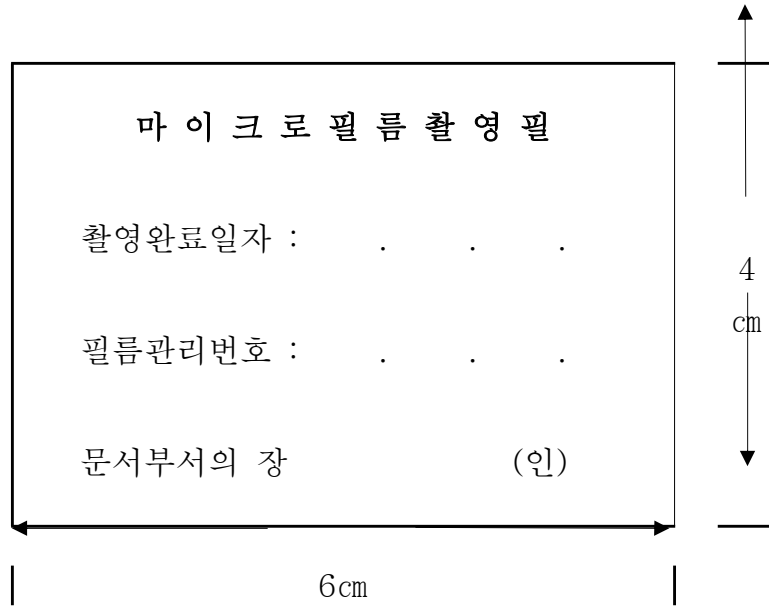 마 이 크 로 필 름 촬 영 필
촬영완료일자 : . . .
필름관리번호 : . . .
문서부서의 장 (인)
4
cm
6cm